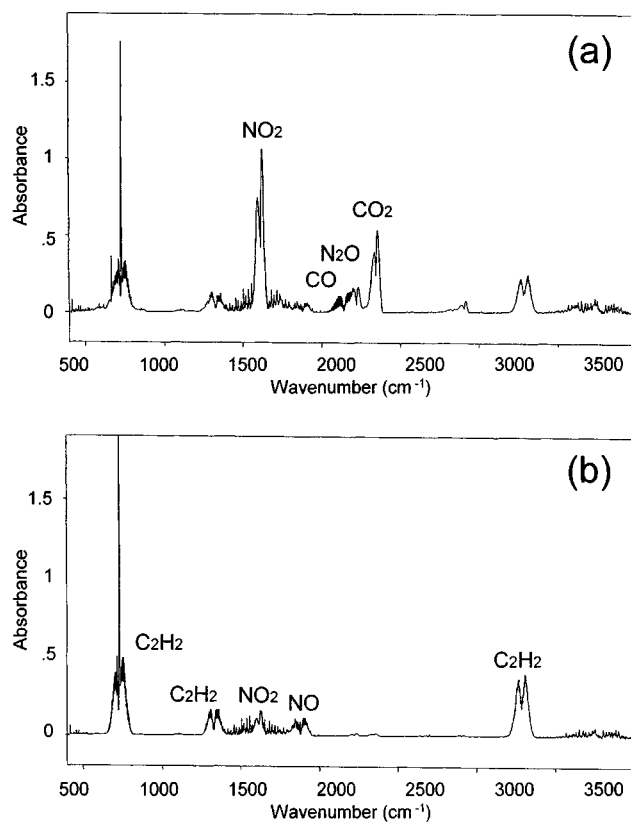 (a)
1.5
1
.5
0
Absorbance
NO2
CO2
N2O
CO
500 1000 1500 2000 2500 3000 3500
Wavenumber (cm-1)
(b)
1.5
1
.5
0
Absorbance
C2H2
C2H2
NO2
NO
C2H2
500 1000 1500 2000 2500 3000 3500
Wavenumber (cm-1)